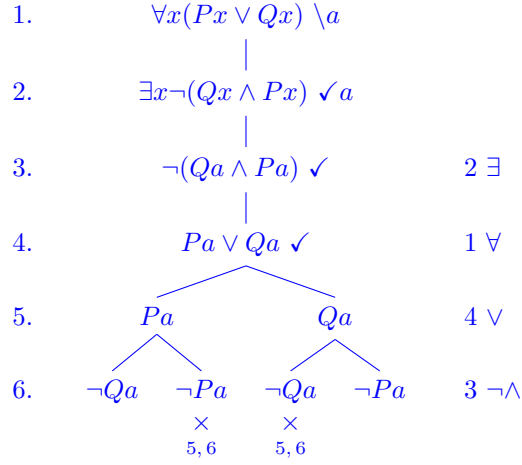 1. ∀x(Px ∨ Qx) \a
2. ∃x¬(Qx ∧ Px) ✓a
3. ¬(Qa ∧ Pa) ✓ 2 ∃
4. Pa ∨ Qa ✓ 1 ∀
5. Pa Qa 4 ∨
6. ¬Qa ¬Pa ¬Qa ¬Pa 3 ¬∧
× ×
5, 6 5, 6